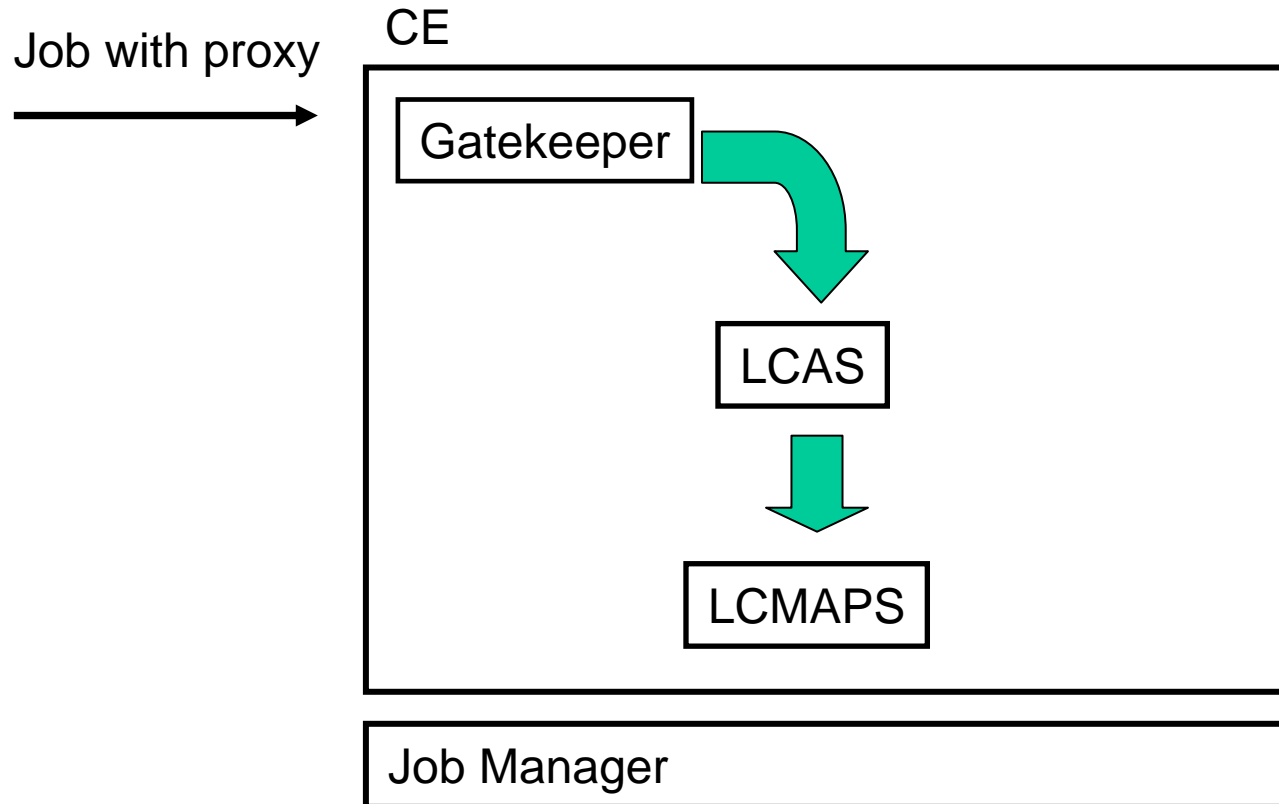 CE
Job with proxy
Gatekeeper
LCAS
LCMAPS
Job Manager